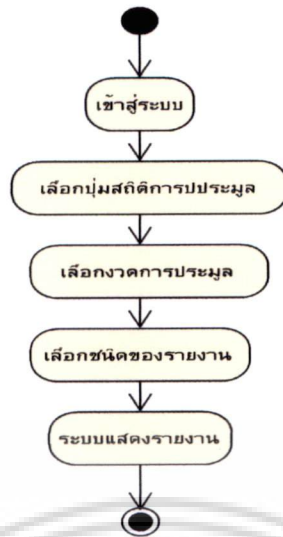 เข้าสู่ระบบ
เลือกปุ่มสถิติการปประมูล
เลือกงวดการประมูล
เลือกชนิดของรายงาน
ระบบแสดงรายงาน